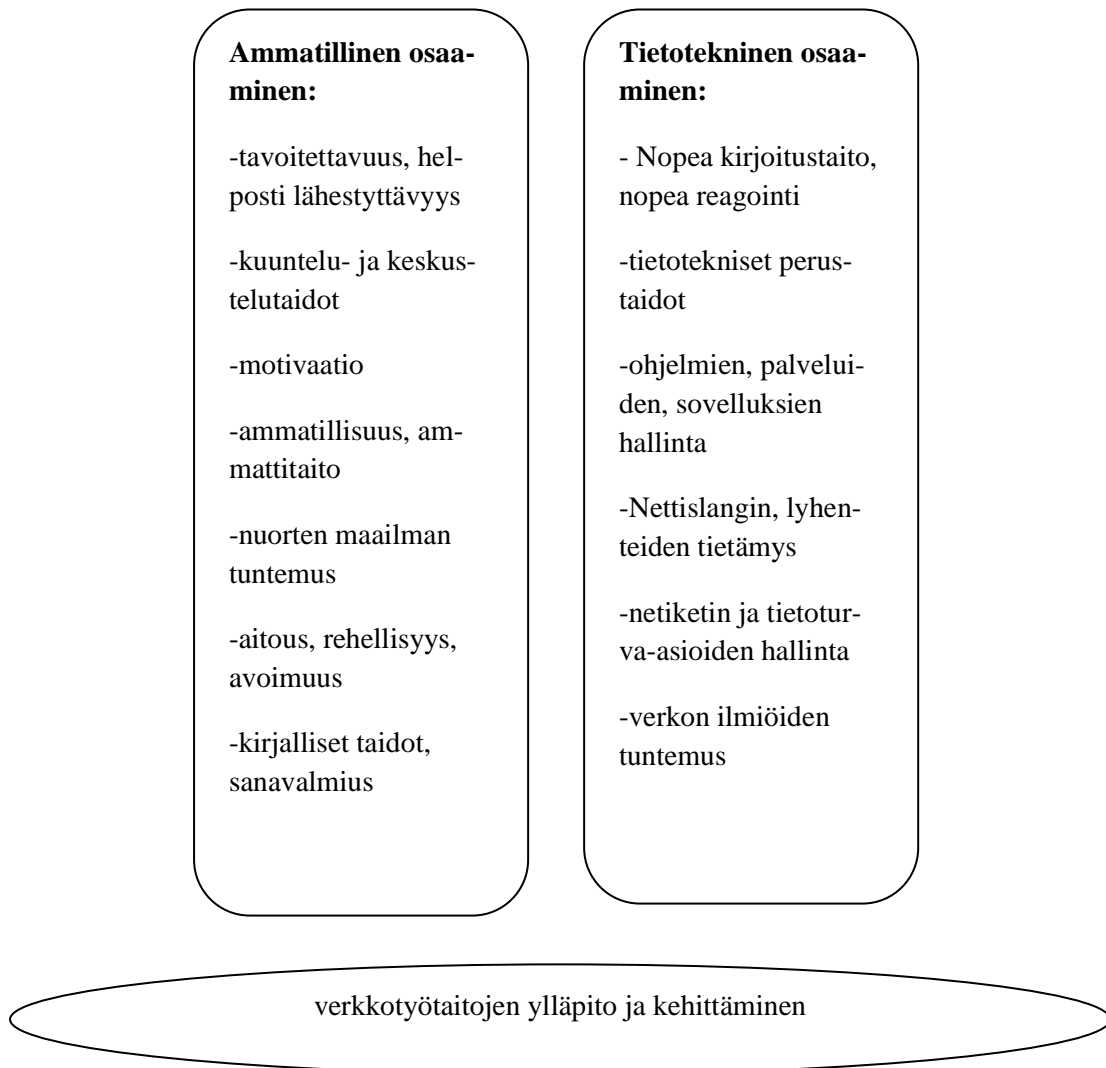 Ammatillinen osaa-
minen:
-tavoitettavuus, hel-
posti lähestyttävyys
-kuuntelu- ja keskus-
telutaidot
-motivaatio
-ammatillisuus, am-
mattitaito
-nuorten maailman
tuntemus
-aitous, rehellisyys,
avoimuus
-kirjalliset taidot,
sanavalmius
Tietotekninen osaa-
minen:
- Nopea kirjoitustaito,
nopea reagointi
-tietotekniset perus-
taidot
-ohjelmien, palvelui-
den, sovelluksien
hallinta
-Nettislangin, lyhen-
teiden tietämys
-netiketin ja tietotur-
va-asioiden hallinta
-verkon ilmiöiden
tuntemus
verkkotyötaitojen ylläpito ja kehittäminen